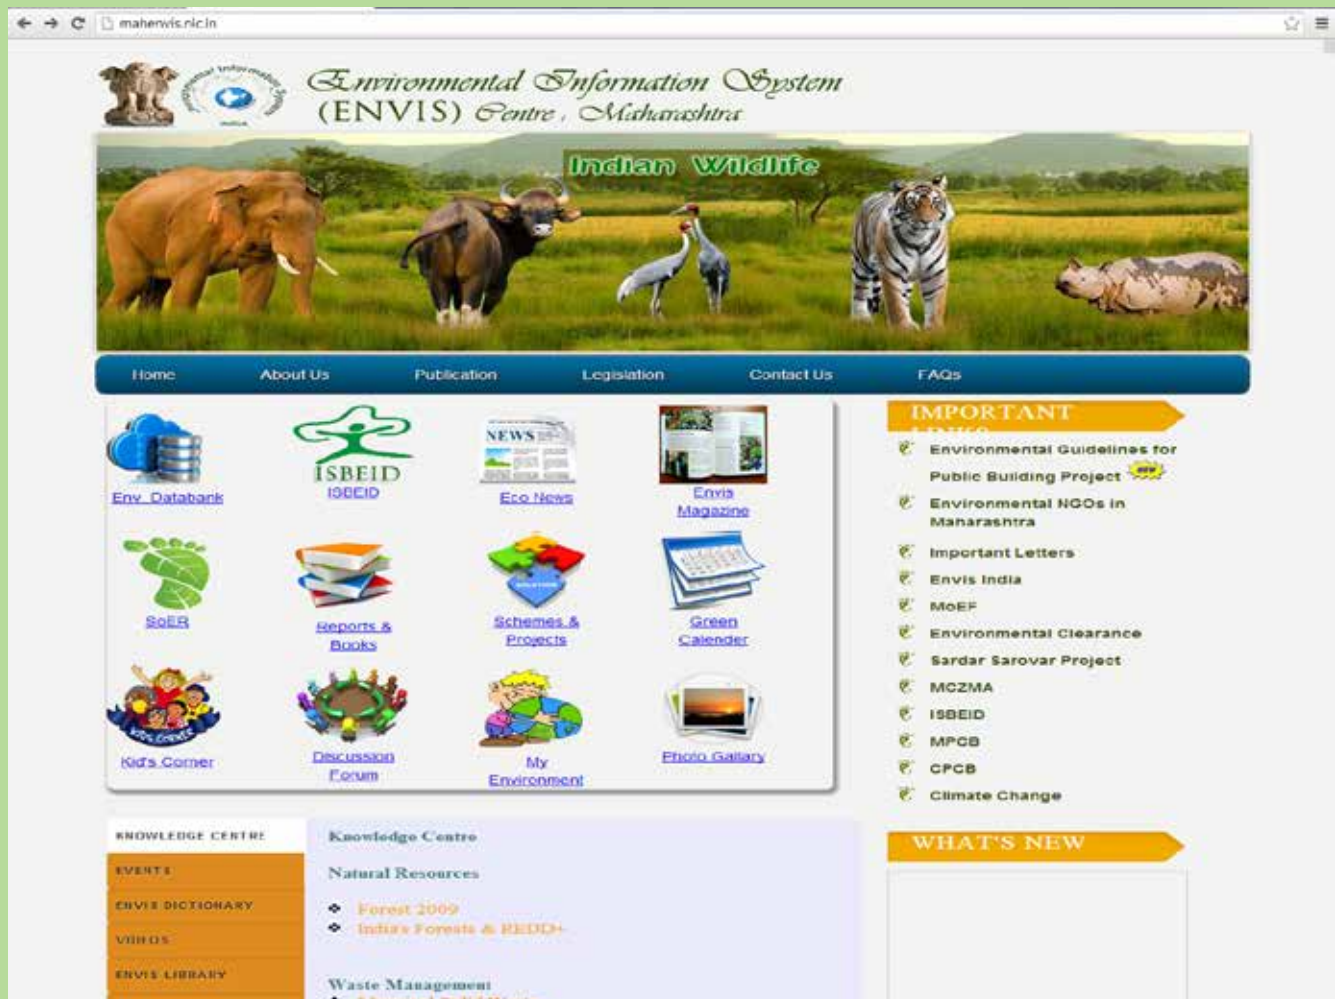 mahenvis.nic.in
Environmental Information System
(ENVIS) Centre , Maharashtra
Indian Wildlife
Home About Us Publication Legislation Contact Us FAQs
Env Databank
ISBEID
ISBEID
NEWS
Eco News
Envis
Magazine
SoER
Reports &
Books
SOLUTION
Schemes &
Projects
Green
Calender
KIDS CORNER
Kid's Corner
Discussion
Forum
My
Environment
Photo Gallary
IMPORTANT
Environmental Guidelines for
Public Building Project NEW
Environmental NGOs in
Maharashtra
Important Letters
Envis India
MoEF
Environmental Clearance
Sardar Sarovar Project
MCZMA
ISBEID
MPCB
CPCB
Climate Change
KNOWLEDGE CENTRE
EVENTS
ENVIS DICTIONARY
VIDEOS
ENVIS LIBRARY
Knowledge Centre
Natural Resources
Forest 2009
India's Forests & REDD+
Waste Management
WHAT'S NEW